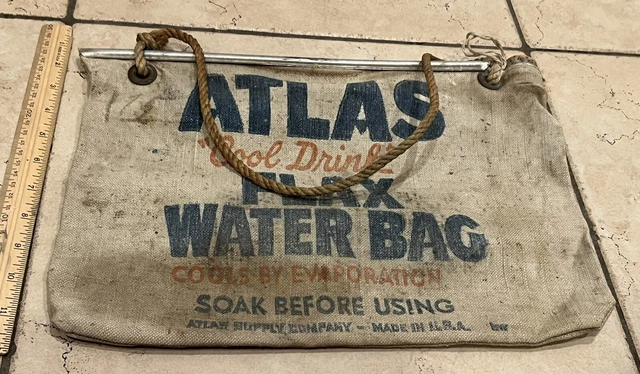 ATLAS
"Cool Drink"
FLAX
WATER BAG
COOLS BY EVAPORATION
SOAK BEFORE USING
ATLAS SUPPLY COMPANY - MADE IN U.S.A.